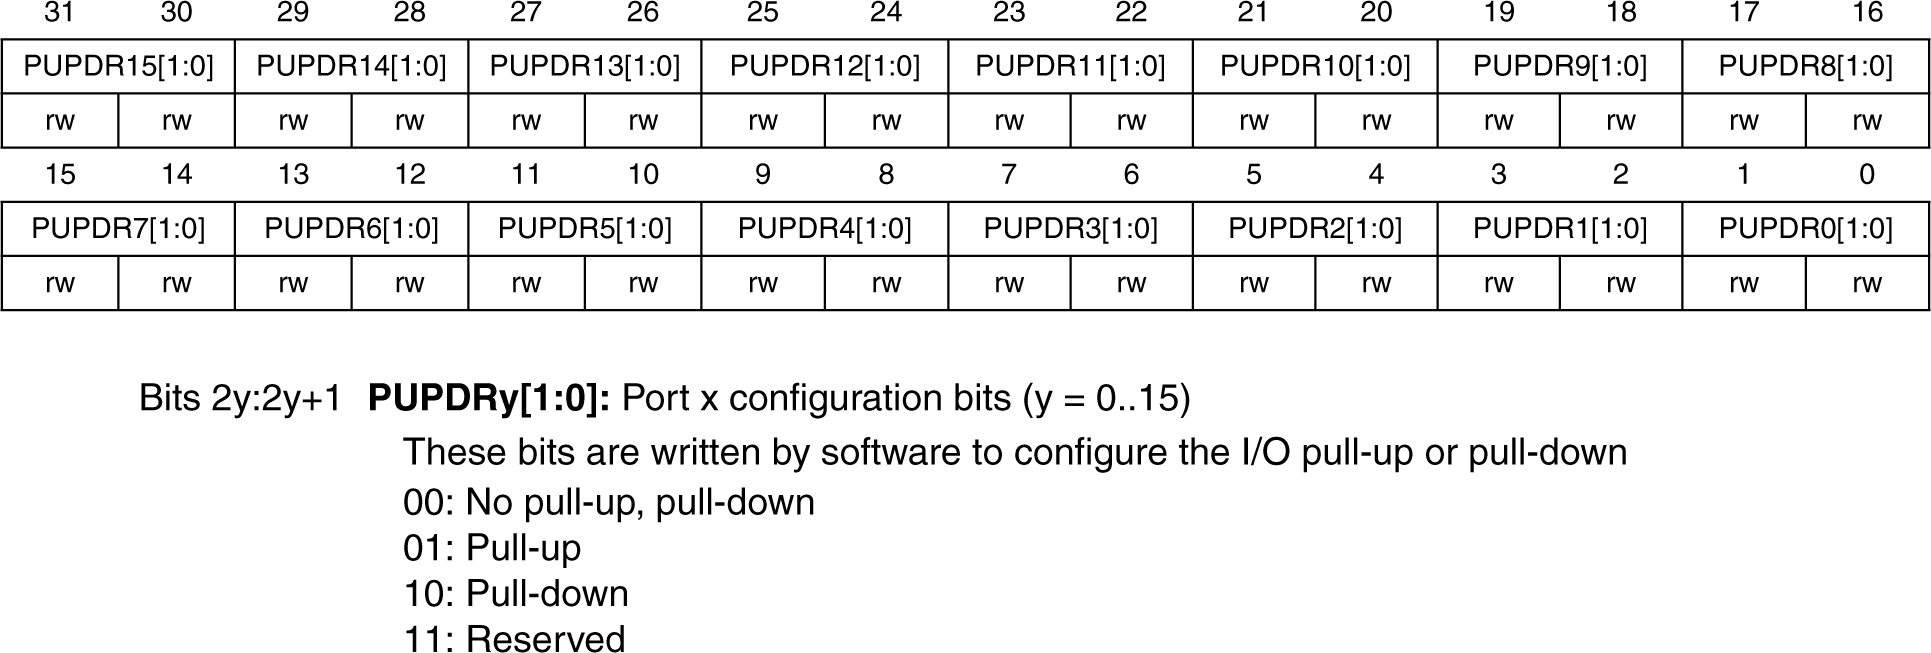 31 30 29 28 27 26 25 24 23 22 21 20 19 18 17 16
PUPDR15[1:0] PUPDR14[1:0] PUPDR13[1:0] PUPDR12[1:0] PUPDR11[1:0] PUPDR10[1:0] PUPDR9[1:0] PUPDR8[1:0]
rw rw rw rw rw rw rw rw rw rw rw rw rw rw rw rw
15 14 13 12 11 10 9 8 7 6 5 4 3 2 1 0
PUPDR7[1:0] PUPDR6[1:0] PUPDR5[1:0] PUPDR4[1:0] PUPDR3[1:0] PUPDR2[1:0] PUPDR1[1:0] PUPDR0[1:0]
rw rw rw rw rw rw rw rw rw rw rw rw rw rw rw rw
Bits 2y:2y+1 PUPDRy[1:0]: Port x configuration bits (y = 0..15)
These bits are written by software to configure the I/O pull-up or pull-down
00: No pull-up, pull-down
01: Pull-up
10: Pull-down
11: Reserved